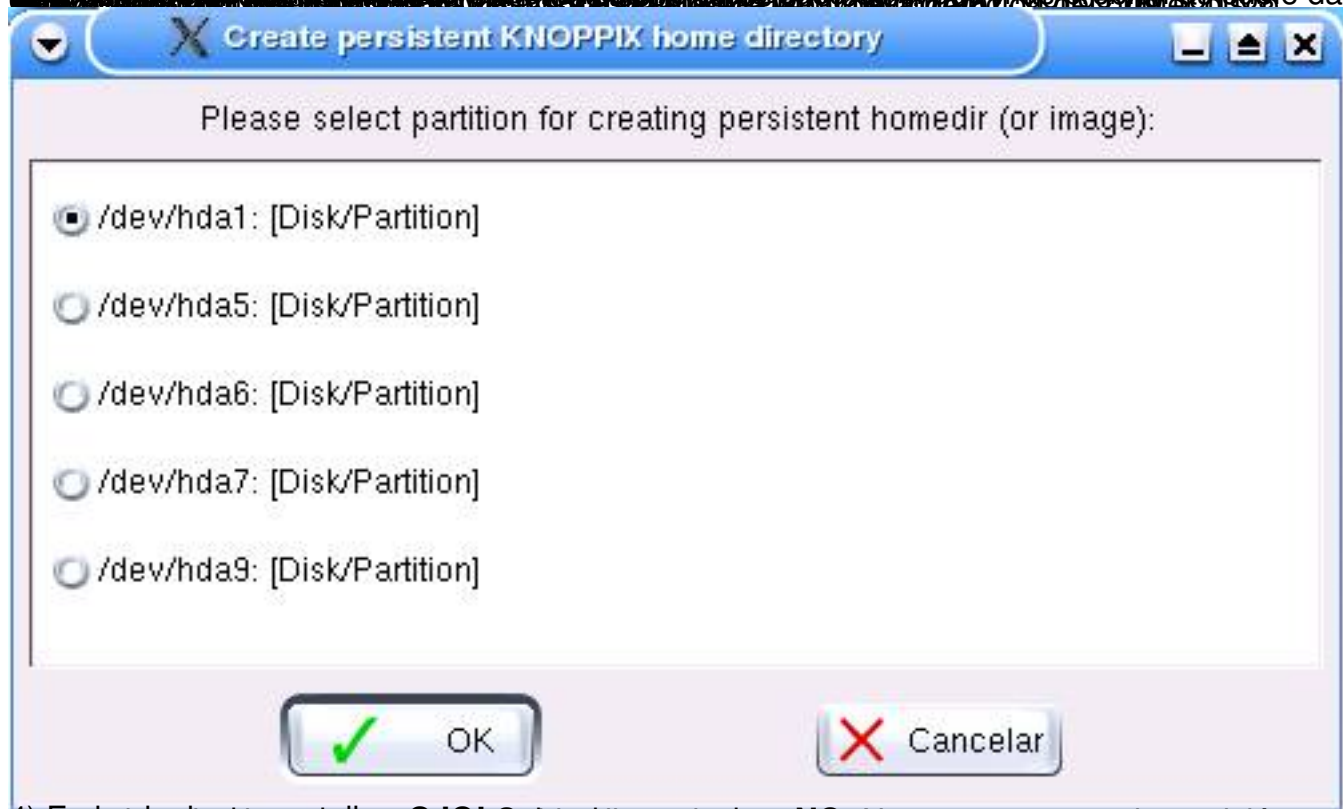 Create persistent KNOPPIX home directory
Please select partition for creating persistent homedir (or image):
/dev/hda1: [Disk/Partition]
/dev/hda5: [Disk/Partition]
/dev/hda6: [Disk/Partition]
/dev/hda7: [Disk/Partition]
/dev/hda9: [Disk/Partition]
OK
Cancelar